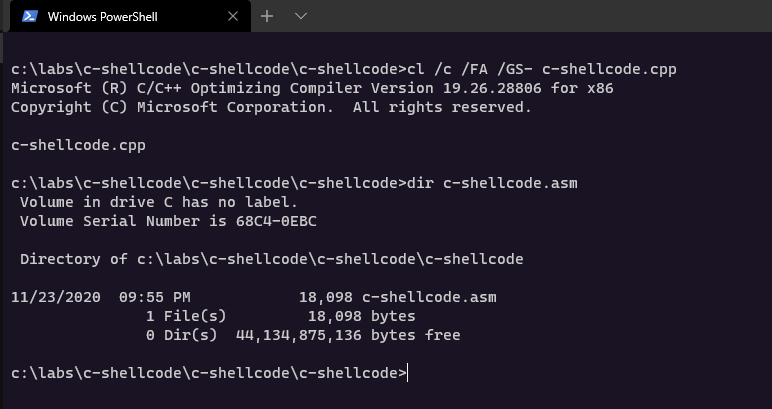 Windows PowerShell
c:\labs\c-shellcode\c-shellcode\c-shellcode>cl /c /FA /GS- c-shellcode.cpp
Microsoft (R) C/C++ Optimizing Compiler Version 19.26.28806 for x86
Copyright (C) Microsoft Corporation.  All rights reserved.
c-shellcode.cpp
c:\labs\c-shellcode\c-shellcode\c-shellcode>dir c-shellcode.asm
 Volume in drive C has no label.
 Volume Serial Number is 68C4-0EBC
 Directory of c:\labs\c-shellcode\c-shellcode\c-shellcode
11/23/2020  09:55 PM            18,098 c-shellcode.asm
               1 File(s)         18,098 bytes
               0 Dir(s)  44,134,875,136 bytes free
c:\labs\c-shellcode\c-shellcode\c-shellcode>